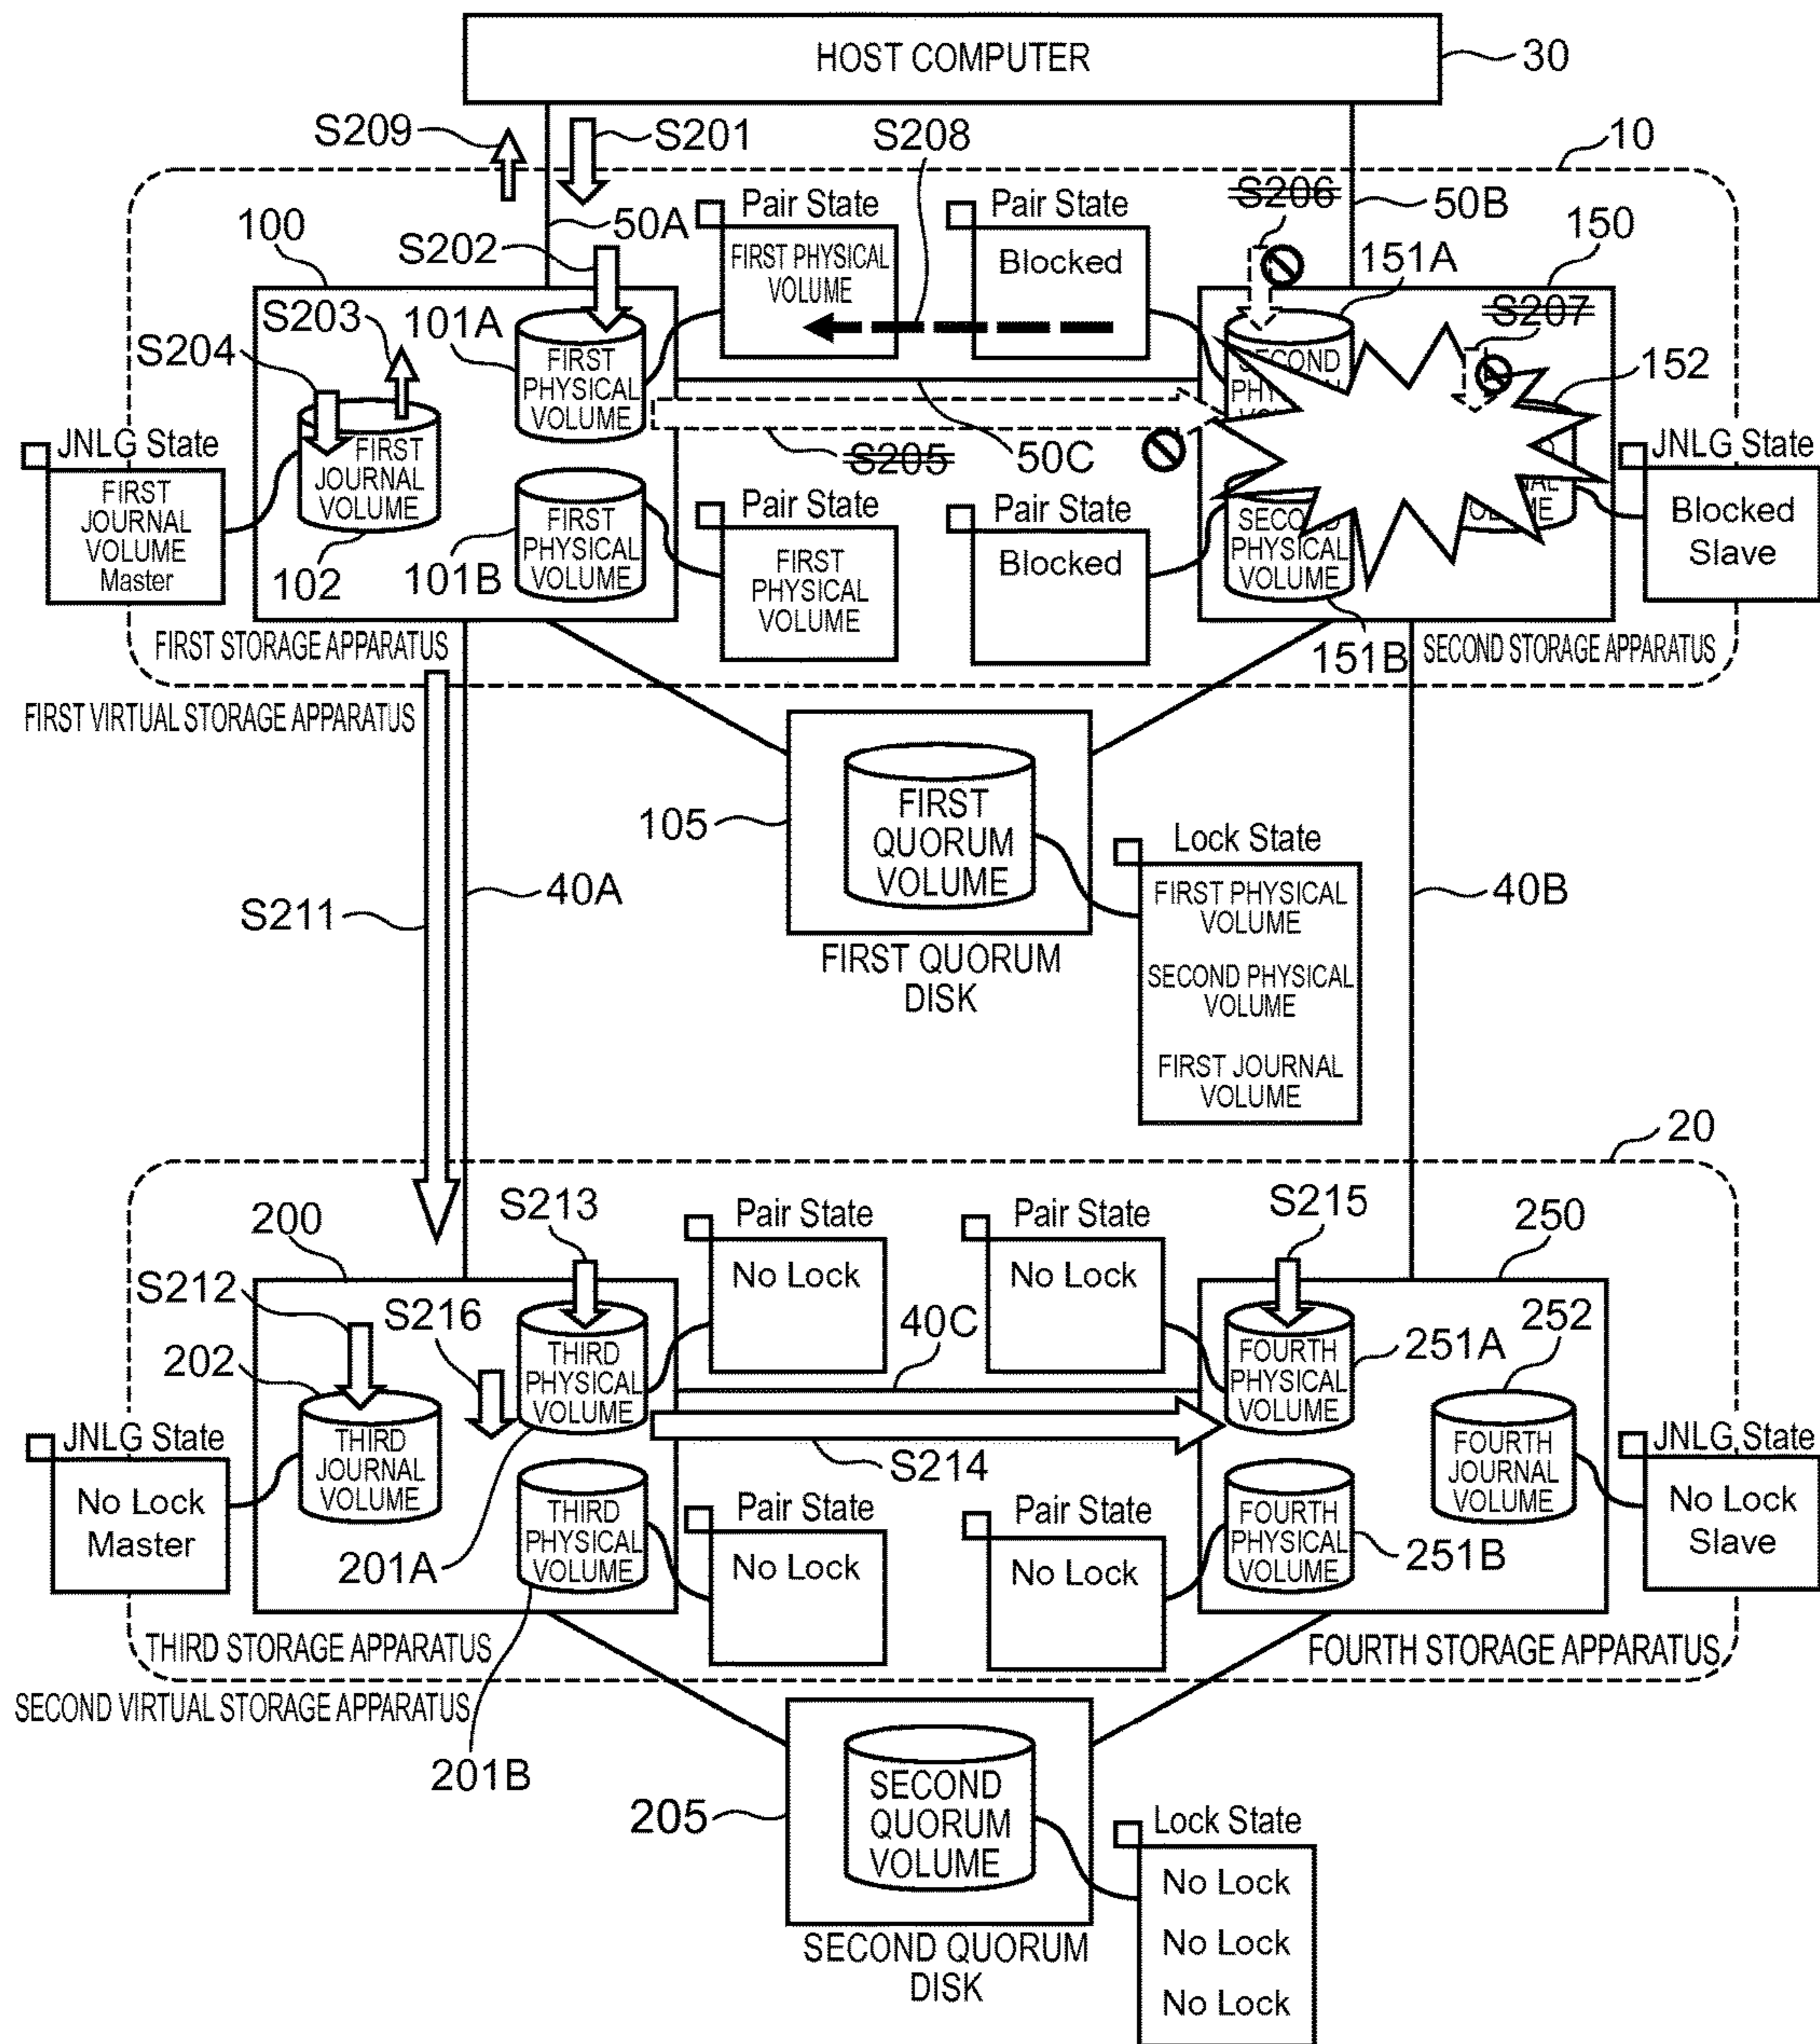 HOST COMPUTER
30
S209
S201
S208
10
S206
50B
Pair State
Pair State
100
50A
150
S202
FIRST PHYSICAL
VOLUME
Blocked
151A
S203
S207
S204
101A
FIRST
PHYSICAL
VOLUME
SECOND
152
JNLG State
FIRST
JOURNAL
VOLUME
S205
50C
JNLG State
FIRST
JOURNAL
VOLUME
Master
Pair State
Pair State
Blocked
Slave
FIRST
PHYSICAL
VOLUME
SECOND
PHYSICAL
VOLUME
102
101B
FIRST
PHYSICAL
VOLUME
Blocked
FIRST STORAGE APPARATUS
151B
SECOND STORAGE APPARATUS
FIRST VIRTUAL STORAGE APPARATUS
105
FIRST
QUORUM
VOLUME
Lock State
S211
40A
40B
FIRST PHYSICAL
VOLUME
FIRST QUORUM
DISK
SECOND PHYSICAL
VOLUME
FIRST JOURNAL
VOLUME
20
200
S213
Pair State
Pair State
S215
250
S212
S216
No Lock
No Lock
202
40C
252
THIRD
PHYSICAL
VOLUME
FOURTH
PHYSICAL
VOLUME
251A
JNLG State
THIRD
JOURNAL
VOLUME
FOURTH
JOURNAL
VOLUME
JNLG State
S214
No Lock
Master
Pair State
Pair State
No Lock
Slave
201A
THIRD
PHYSICAL
VOLUME
No Lock
No Lock
FOURTH
PHYSICAL
VOLUME
251B
THIRD STORAGE APPARATUS
FOURTH STORAGE APPARATUS
SECOND VIRTUAL STORAGE APPARATUS
201B
205
SECOND
QUORUM
VOLUME
Lock State
No Lock
No Lock
No Lock
SECOND QUORUM
DISK